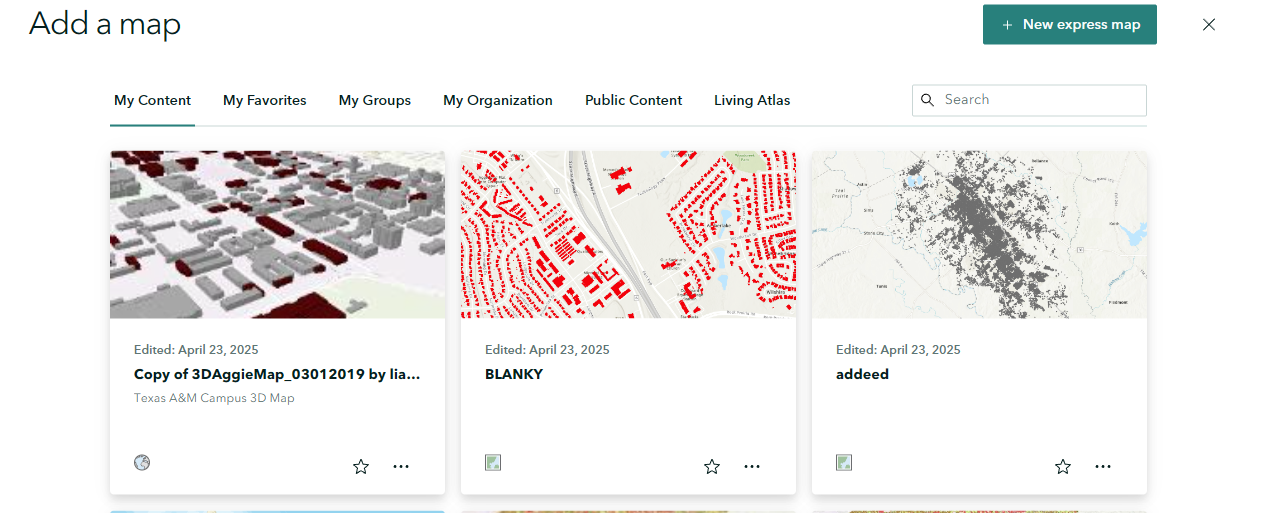 Add a map
+ New express map
My Content
My Favorites
My Groups
My Organization
Public Content
Living Atlas
Search
Edited: April 23, 2025
Copy of 3DAggieMap_03012019 by lia...
Texas A&M Campus 3D Map
Edited: April 23, 2025
BLANKY
Edited: April 23, 2025
addeed